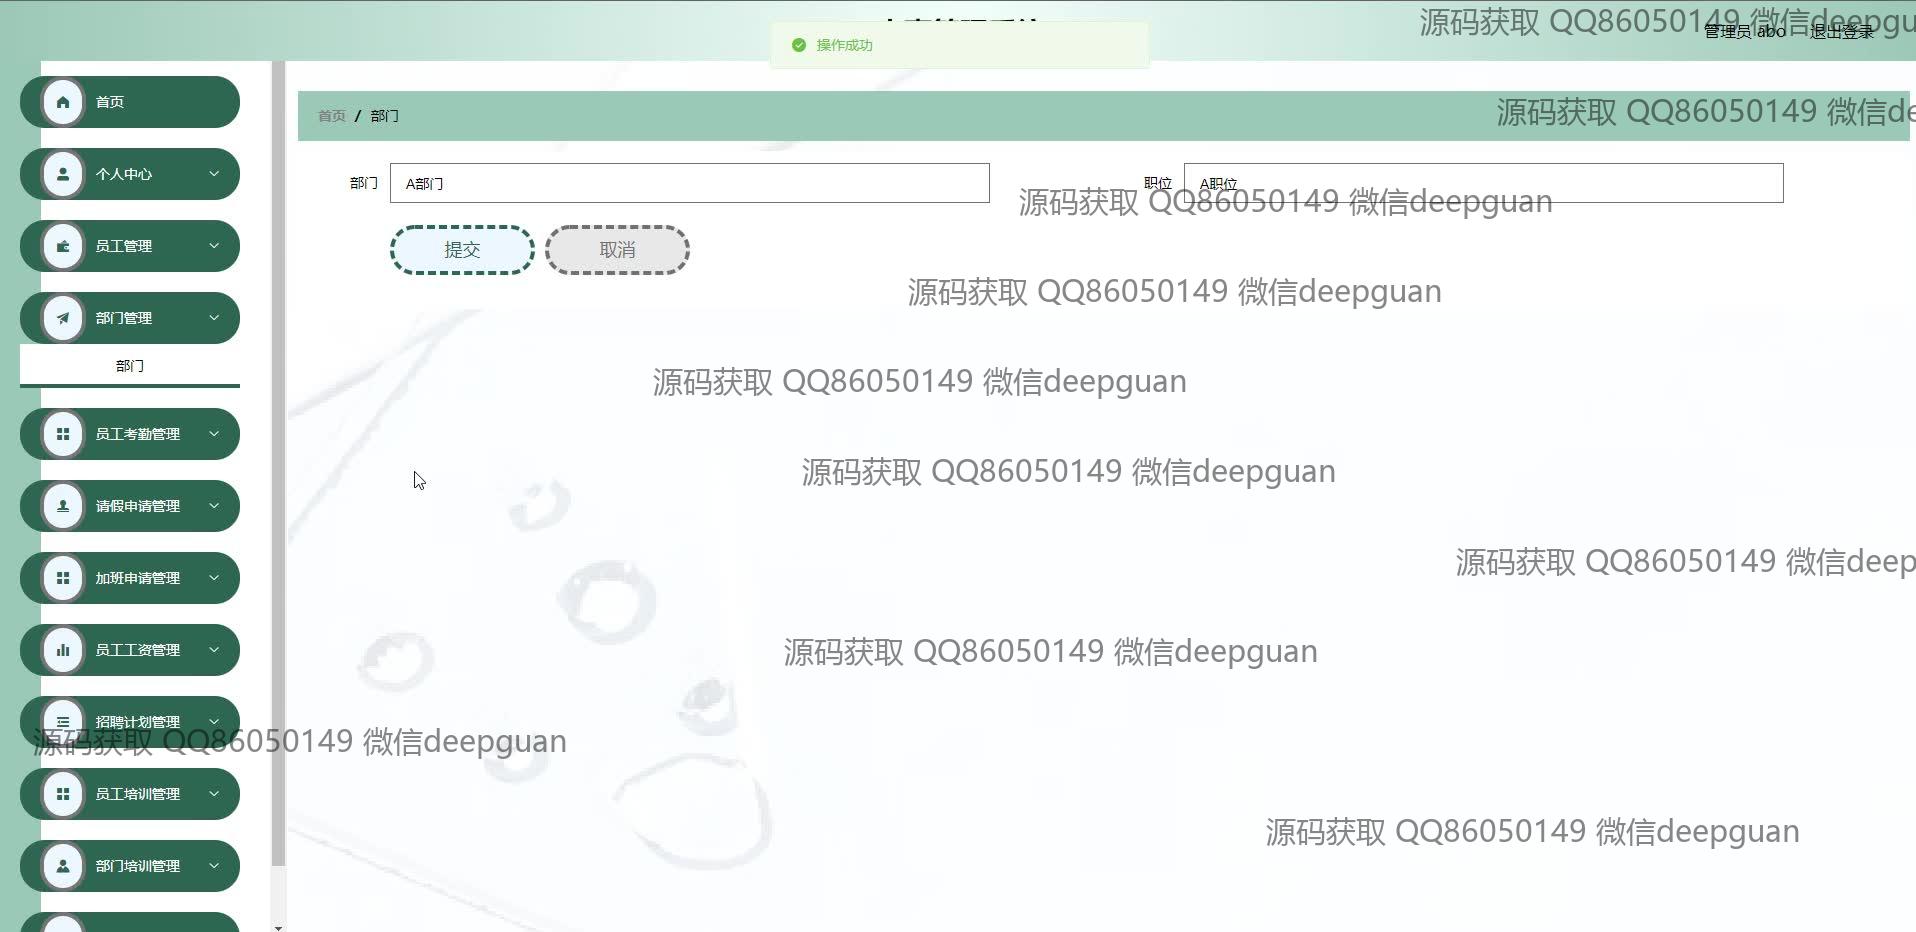 操作成功
源码获取 QQ86050149 微信deepgu
管理员 abo 退出登录
首页
首页 / 部门
源码获取 QQ86050149 微信de
个人中心
部门 A部门
职位 A职位
源码获取 QQ86050149 微信deepguan
员工管理
提交 取消
源码获取 QQ86050149 微信deepguan
部门管理
部门
源码获取 QQ86050149 微信deepguan
员工考勤管理
源码获取 QQ86050149 微信deepguan
请假申请管理
源码获取 QQ86050149 微信deep
加班申请管理
员工工资管理
源码获取 QQ86050149 微信deepguan
招聘计划管理
源码获取 QQ86050149 微信deepguan
员工培训管理
源码获取 QQ86050149 微信deepguan
部门培训管理